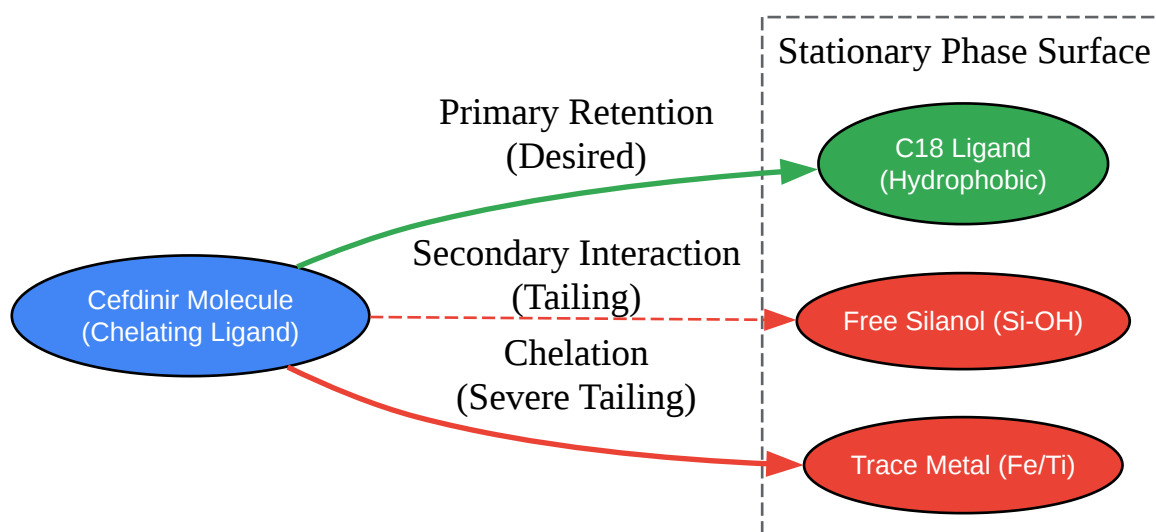 Stationary Phase Surface
Primary Retention
(Desired)
C18 Ligand
(Hydrophobic)
Secondary Interaction
(Tailing)
Cefdinir Molecule
(Chelating Ligand)
Free Silanol (Si-OH)
Chelation
(Severe Tailing)
Trace Metal (Fe/Ti)